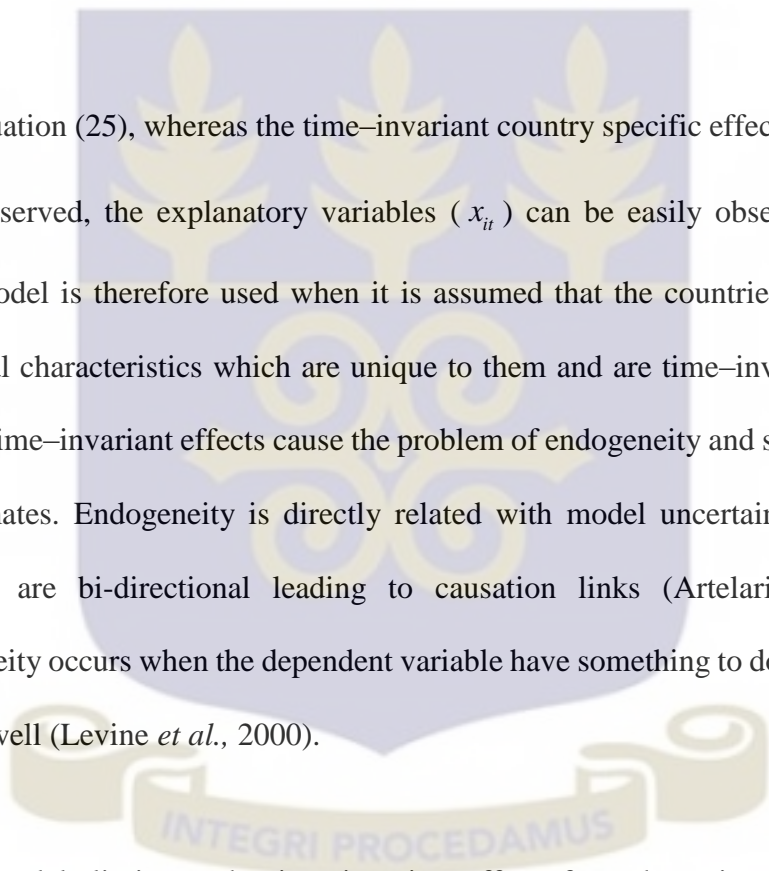 uation (25), whereas the time–invariant country specific effec
served, the explanatory variables ( x_it ) can be easily obse
odel is therefore used when it is assumed that the countrie
l characteristics which are unique to them and are time–inv
ime–invariant effects cause the problem of endogeneity and s
nates. Endogeneity is directly related with model uncertain
are bi-directional leading to causation links (Artelari
eity occurs when the dependent variable have something to do
well (Levine et al., 2000).
INTEGRI PROCEDAMUS